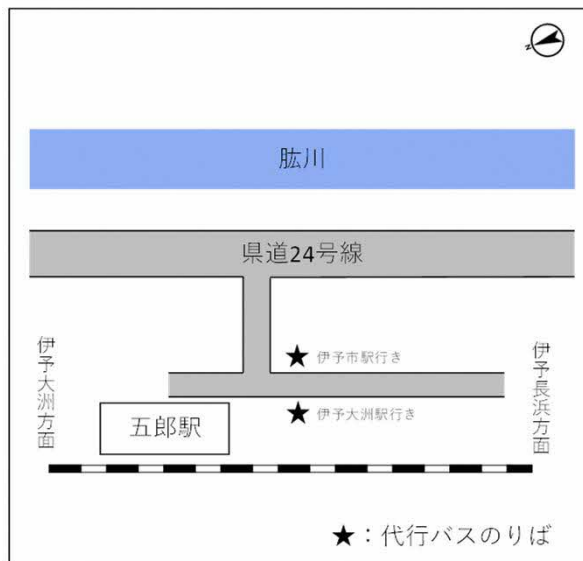 N
肱川
県道24号線
伊予大洲方面
伊予長浜方面
伊予市駅行き
伊予大洲駅行き
五郎駅
★：代行バスのりば